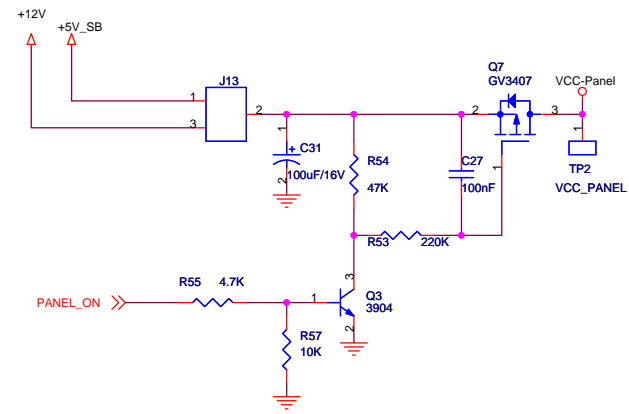 +12V
+5V_SB
J13
1
2
3
Q7
GV3407
VCC-Panel
2
3
1
1
TP2
VCC_PANEL
1
+ C31
100uF/16V
2
R54
47K
C27
100nF
R53 220K
R55 4.7K
PANEL_ON
1
3
Q3
3904
2
R57
10K